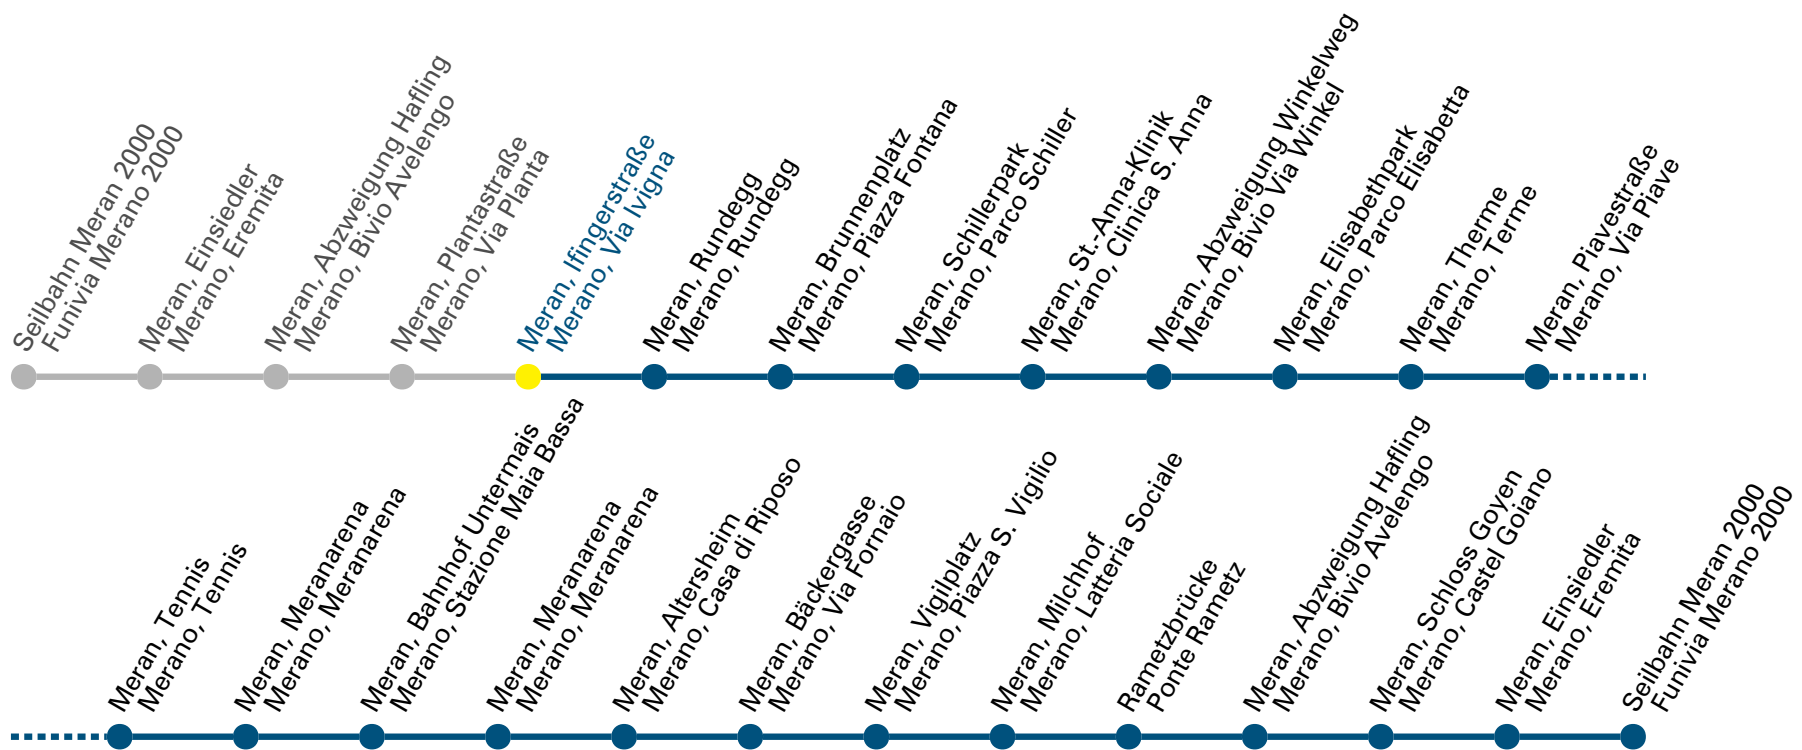 Seilbahn Meran 2000
Funivia Merano 2000
Meran, Einsiedler
Merano, Eremita
Meran, Abzweigung Hafling
Merano, Bivio Avelengo
Meran, Plantastraße
Merano, Via Planta
Meran, Ifingerstraße
Merano, Via Ivigna
Meran, Rundegg
Merano, Rundegg
Meran, Brunnenplatz
Merano, Piazza Fontana
Meran, Schillerpark
Merano, Parco Schiller
Meran, St.-Anna-Klinik
Merano, Clinica S. Anna
Meran, Abzweigung Winkelweg
Merano, Bivio Via Winkel
Meran, Elisabethpark
Merano, Parco Elisabetta
Meran, Therme
Merano, Terme
Meran, Piavestraße
Merano, Via Piave
Meran, Tennis
Merano, Tennis
Meran, Meranarena
Merano, Meranarena
Meran, Bahnhof Untermais
Merano, Stazione Maia Bassa
Meran, Meranarena
Merano, Meranarena
Meran, Altersheim
Merano, Casa di Riposo
Meran, Bäckergasse
Merano, Via Fornaio
Meran, Vigilplatz
Merano, Piazza S. Vigilio
Meran, Milchhof
Merano, Latteria Sociale
Rametzbrücke
Ponte Rametz
Meran, Abzweigung Hafling
Merano, Bivio Avelengo
Meran, Schloss Goyen
Merano, Castel Goiano
Meran, Einsiedler
Merano, Eremita
Seilbahn Meran 2000
Funivia Merano 2000